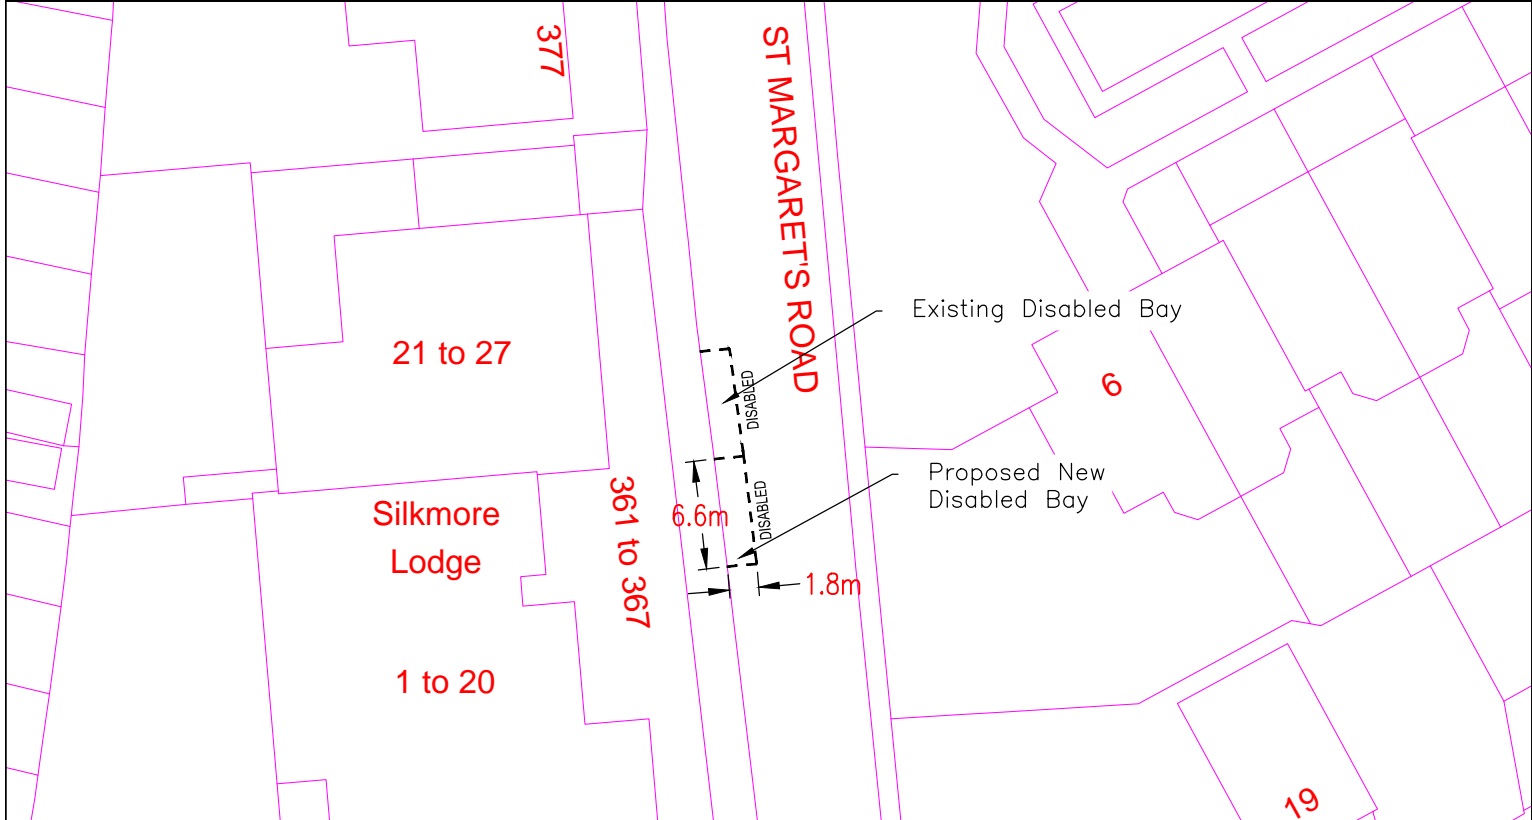 377
ST MARGARET'S ROAD
Existing Disabled Bay
21 to 27
DISABLED
6
Proposed New
Disabled Bay
Silkmore
Lodge
361 to 367
6.6m
DISABLED
1.8m
1 to 20
19